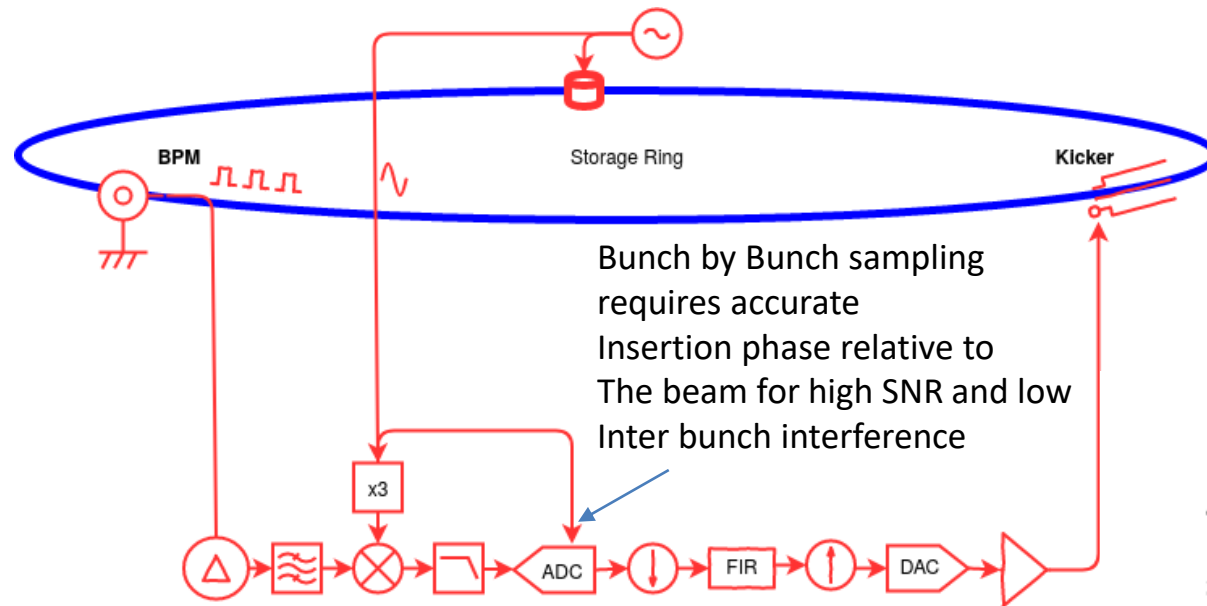 BPM
Storage Ring
Kicker
Bunch by Bunch sampling
requires accurate
Insertion phase relative to
The beam for high SNR and low
Inter bunch interference
x3
Δ
ADC
FIR
DAC